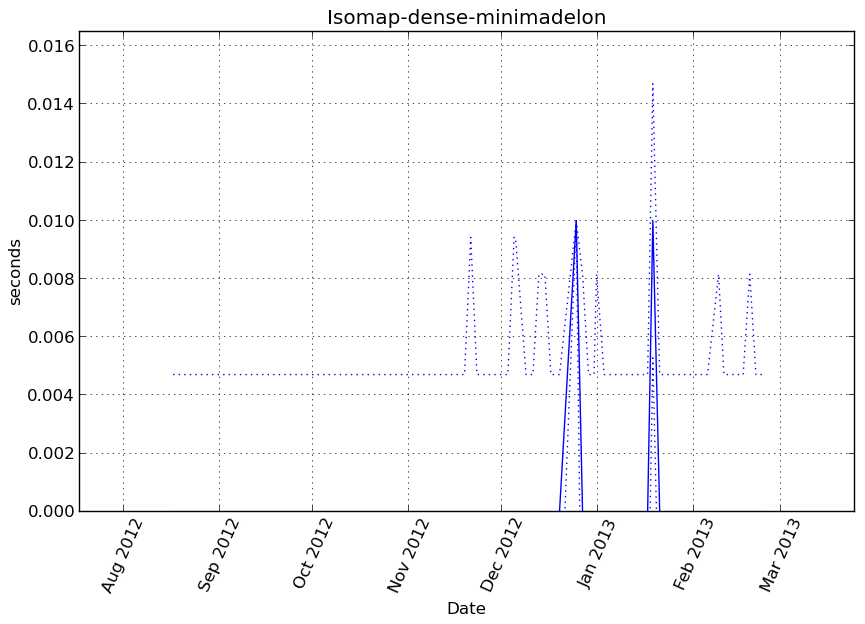 Isomap-dense-minimadelon
0.016
0.014
0.012
0.010
0.008
0.006
0.004
0.002
0.000
seconds
Aug 2012
Sep 2012
Oct 2012
Nov 2012
Dec 2012
Jan 2013
Feb 2013
Mar 2013
Date